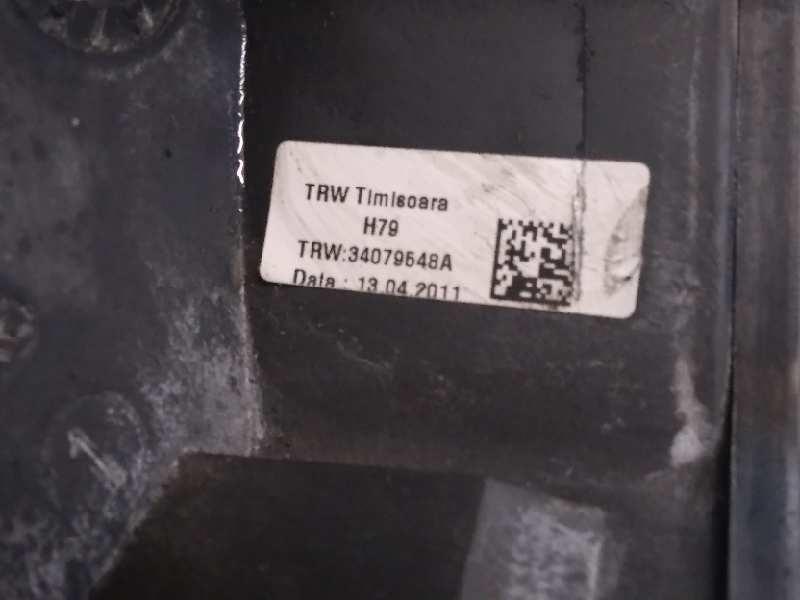 TRW Timisoara
H79
TRW:34079548A
Data : 13.04.2011